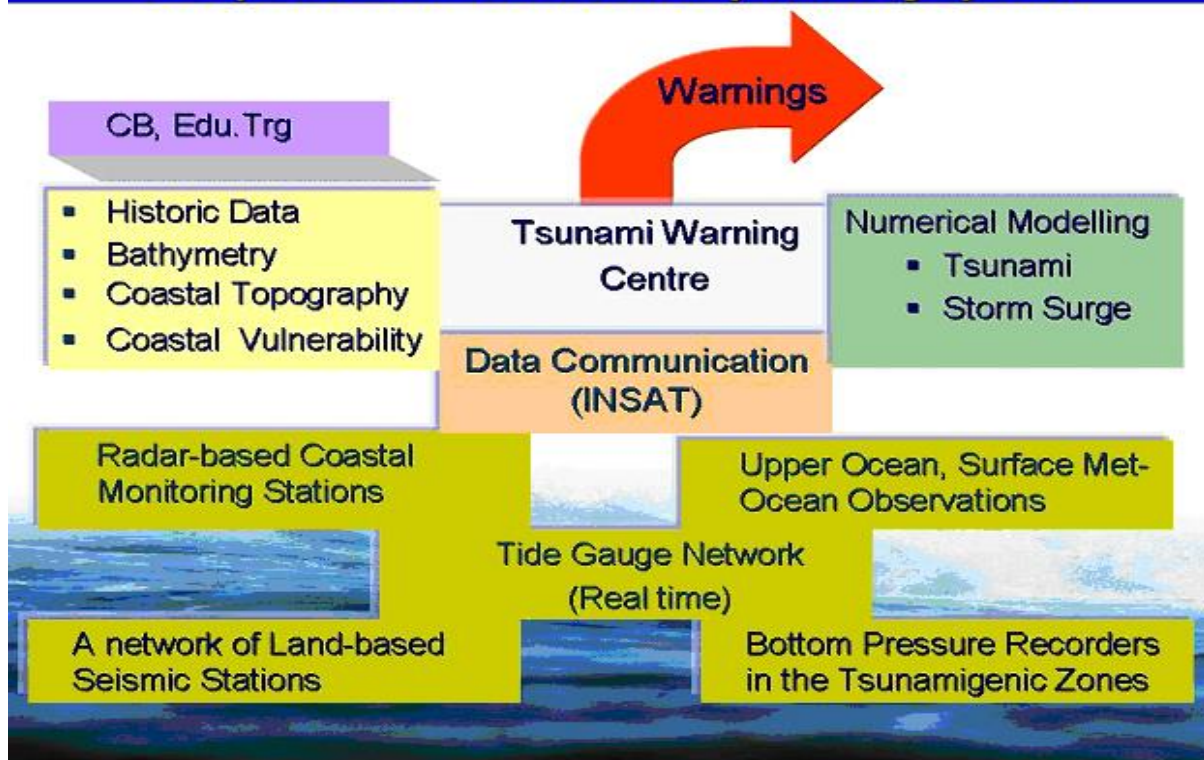 Warnings
CB, Edu.Trg
▪ Historic Data
▪ Bathymetry
▪ Coastal Topography
▪ Coastal Vulnerability
Tsunami Warning
Centre
Numerical Modelling
▪ Tsunami
▪ Storm Surge
Data Communication
(INSAT)
Radar-based Coastal
Monitoring Stations
Upper Ocean, Surface Met-
Ocean Observations
Tide Gauge Network
(Real time)
A network of Land-based
Seismic Stations
Bottom Pressure Recorders
in the Tsunamigenic Zones